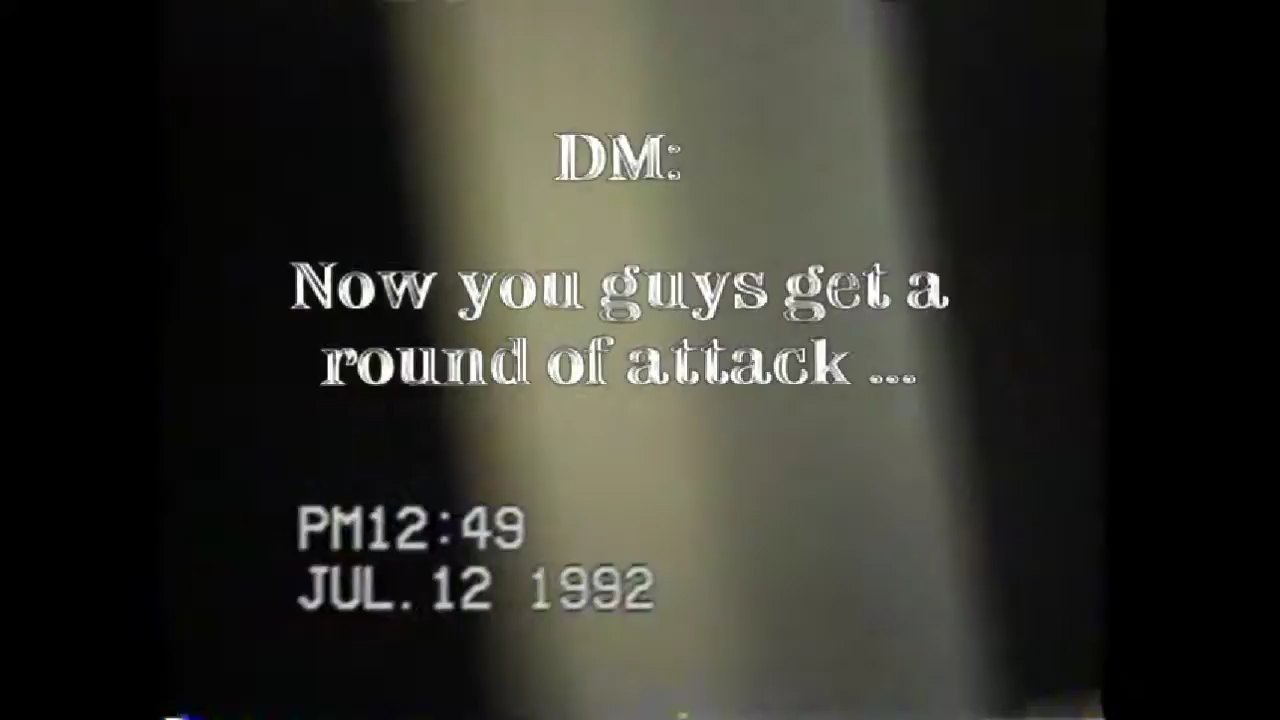 DM:
Now you guys get a
round of attack ...
PM12:49
JUL. 12 1992